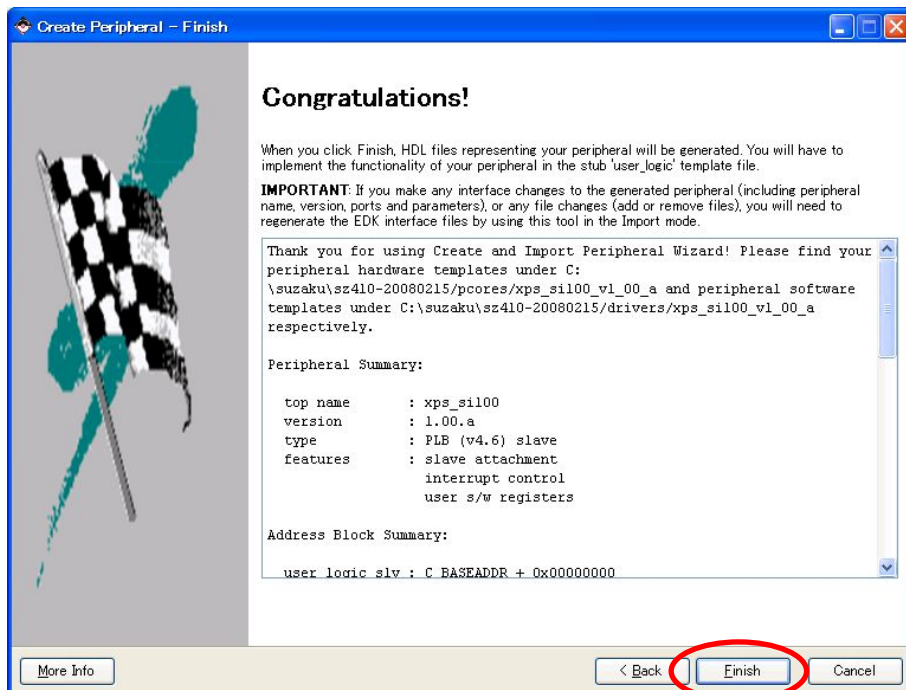 Create Peripheral - Finish
Congratulations!
When you click Finish, HDL files representing your peripheral will be generated. You will have to
implement the functionality of your peripheral in the stub 'user_logic' template file.
IMPORTANT: If you make any interface changes to the generated peripheral (including peripheral
name, version, ports and parameters), or any file changes (add or remove files), you will need to
regenerate the EDK interface files by using this tool in the Import mode.
Thank you for using Create and Import Peripheral Wizard! Please find your
peripheral hardware templates under C:
\suzaku\sz410-20080215/pcores/xps_sil00_v1_00_a and peripheral software
templates under C:\suzaku\sz410-20080215/drivers/xps_sil00_v1_00_a
respectively.
Peripheral Summary:
top name : xps_sil00
version : 1.00.a
type : PLB (v4.6) slave
features : slave attachment
interrupt control
user s/w registers
Address Block Summary:
user logic slv : C_BASEADDR + 0x00000000
More Info
< Back
Finish
Cancel